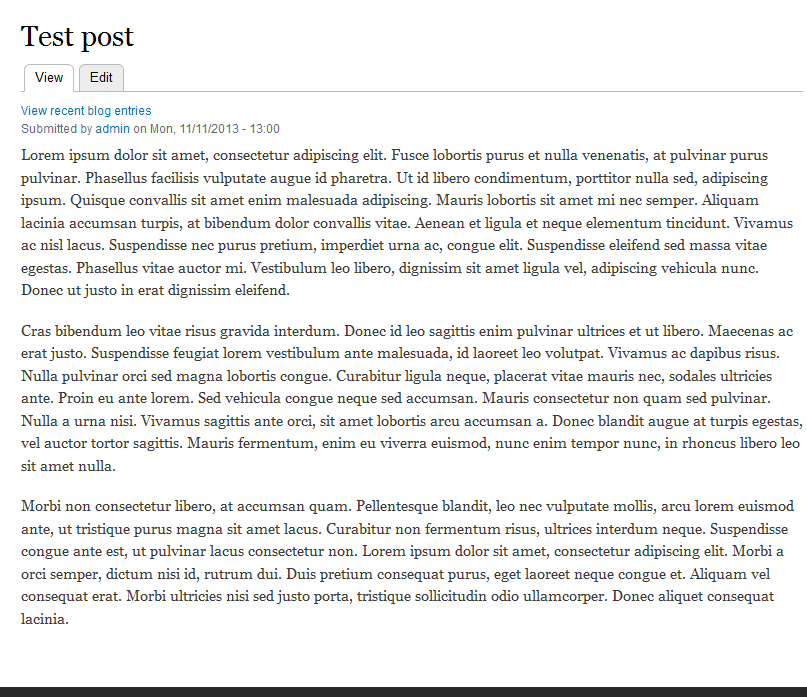 Test post
View
Edit
View recent blog entries
Submitted by admin on Mon, 11/11/2013 - 13:00
Lorem ipsum dolor sit amet, consectetur adipiscing elit. Fusce lobortis purus et nulla venenatis, at pulvinar purus
pulvinar. Phasellus facilisis vulputate augue id pharetra. Ut id libero condimentum, porttitor nulla sed, adipiscing
ipsum. Quisque convallis sit amet enim malesuada adipiscing. Mauris lobortis sit amet mi nec semper. Aliquam
lacinia accumsan turpis, at bibendum dolor convallis vitae. Aenean et ligula et neque elementum tincidunt. Vivamus
ac nisl lacus. Suspendisse nec purus pretium, imperdiet urna ac, congue elit. Suspendisse eleifend sed massa vitae
egestas. Phasellus vitae auctor mi. Vestibulum leo libero, dignissim sit amet ligula vel, adipiscing vehicula nunc.
Donec ut justo in erat dignissim eleifend.
Cras bibendum leo vitae risus gravida interdum. Donec id leo sagittis enim pulvinar ultrices et ut libero. Maecenas ac
erat justo. Suspendisse feugiat lorem vestibulum ante malesuada, id laoreet leo volutpat. Vivamus ac dapibus risus.
Nulla pulvinar orci sed magna lobortis congue. Curabitur ligula neque, placerat vitae mauris nec, sodales ultricies
ante. Proin eu ante lorem. Sed vehicula congue neque sed accumsan. Mauris consectetur non quam sed pulvinar.
Nulla a urna nisi. Vivamus sagittis ante orci, sit amet lobortis arcu accumsan a. Donec blandit augue at turpis egestas,
vel auctor tortor sagittis. Mauris fermentum, enim eu viverra euismod, nunc enim tempor nunc, in rhoncus libero leo
sit amet nulla.
Morbi non consectetur libero, at accumsan quam. Pellentesque blandit, leo nec vulputate mollis, arcu lorem euismod
ante, ut tristique purus magna sit amet lacus. Curabitur non fermentum risus, ultrices interdum neque. Suspendisse
congue ante est, ut pulvinar lacus consectetur non. Lorem ipsum dolor sit amet, consectetur adipiscing elit. Morbi a
orci semper, dictum nisi id, rutrum dui. Duis pretium consequat purus, eget laoreet neque congue et. Aliquam vel
consequat erat. Morbi ultricies nisi sed justo porta, tristique sollicitudin odio ullamcorper. Donec aliquet consequat
lacinia.